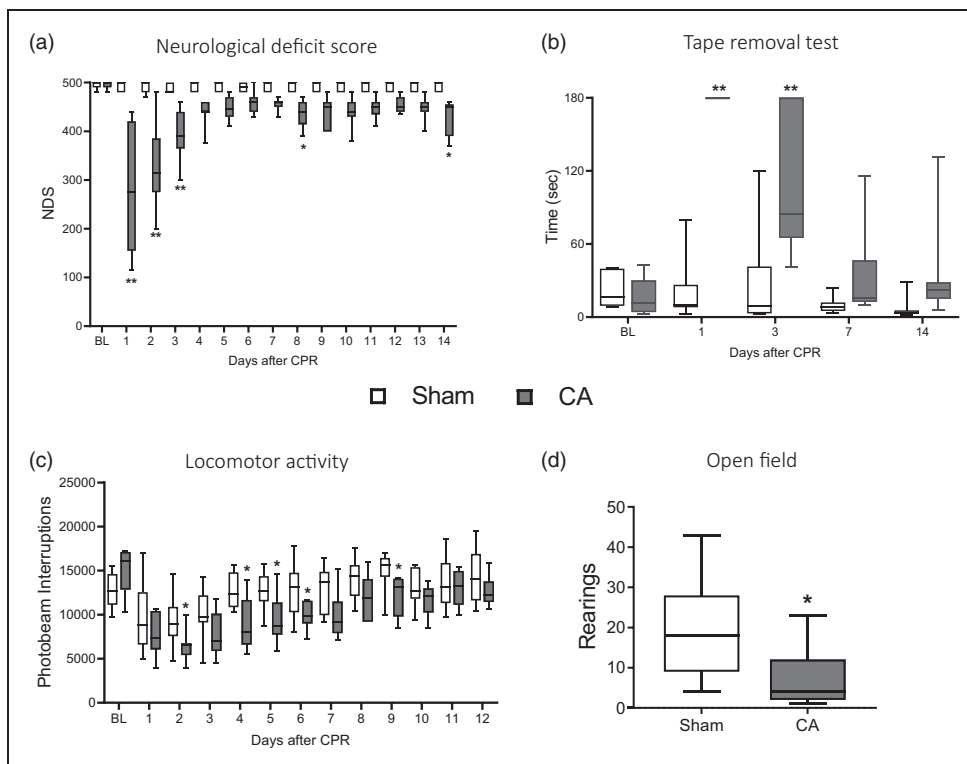 (a)
Neurological deficit score
500
400
300
200
100
0
NDS
** ** ** * *
BL 1 2 3 4 5 6 7 8 9 10 11 12 13 14
Days after CPR
(b)
Tape removal test
** **
180
120
60
0
Time (sec)
BL 1 3 7 14
Days after CPR
Sham CA
(c)
Locomotor activity
25000
20000
15000
10000
5000
0
Photobeam Interruptions
* * * * *
BL 1 2 3 4 5 6 7 8 9 10 11 12
Days after CPR
(d)
Open field
50
40
30
20
10
0
Rearings
*
Sham CA